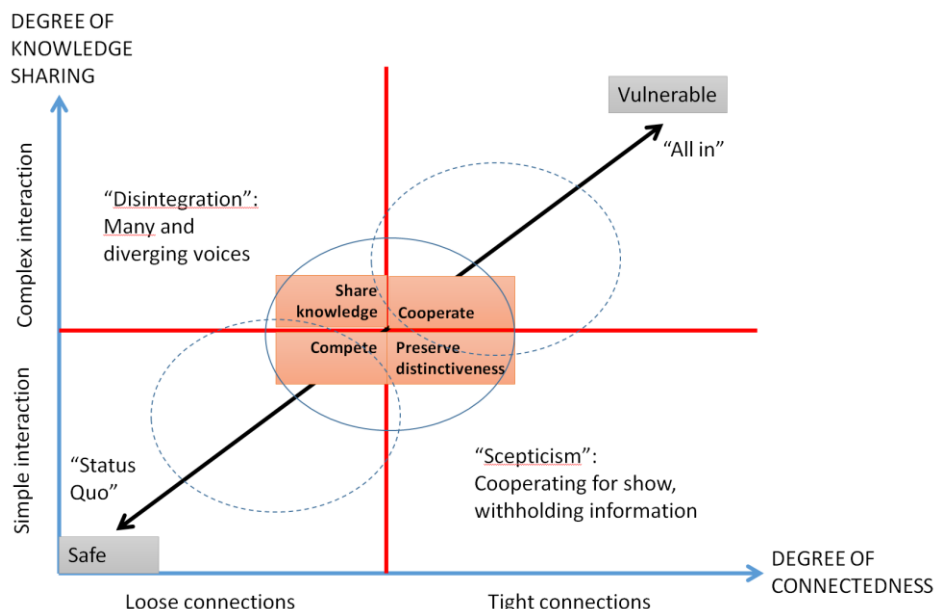 DEGREE OF
KNOWLEDGE
SHARING
Vulnerable
“All in”
Complex interaction
“Disintegration”:
Many and
diverging voices
Share
knowledge
Cooperate
Compete
Preserve
distinctiveness
Simple interaction
“Status
Quo”
“Scepticism”:
Cooperating for show,
withholding information
Safe
DEGREE OF
CONNECTEDNESS
Loose connections
Tight connections